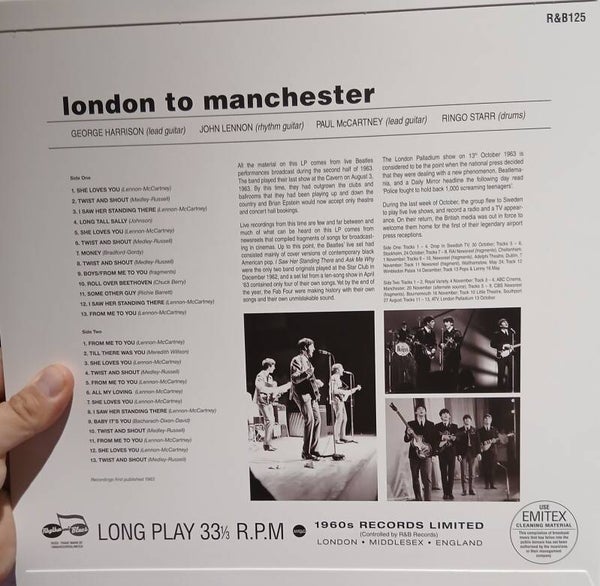 R&B125
london to manchester
GEORGE HARRISON (lead guitar) JOHN LENNON (rhythm guitar) PAUL McCARTNEY (lead guitar) RINGO STARR (drums)
Side One
1. SHE LOVES YOU (Lennon-McCartney)
2. TWIST AND SHOUT (Medley-Russell)
3. I SAW HER STANDING THERE (Lennon-McCartney)
4. LONG TALL SALLY (Johnson)
5. SHE LOVES YOU (Lennon-McCartney)
6. TWIST AND SHOUT (Medley-Russell)
7. MONEY (Bradford-Gordy)
8. TWIST AND SHOUT (Medley-Russell)
9. BOYS/FROM ME TO YOU (fragments)
10. ROLL OVER BEETHOVEN (Chuck Berry)
11. SOME OTHER GUY (Richie Barrett)
12. I SAW HER STANDING THERE (Lennon-McCartney)
13. FROM ME TO YOU (Lennon-McCartney)
Side Two
1. FROM ME TO YOU (Lennon-McCartney)
2. TILL THERE WAS YOU (Meredith Willson)
3. SHE LOVES YOU (Lennon-McCartney)
4. TWIST AND SHOUT (Medley-Russell)
5. FROM ME TO YOU (Lennon-McCartney)
6. ALL MY LOVING (Lennon-McCartney)
7. SHE LOVES YOU (Lennon-McCartney)
8. I SAW HER STANDING THERE (Lennon-McCartney)
9. BABY IT'S YOU (Bacharach-Dixon-David)
10. TWIST AND SHOUT (Medley-Russell)
11. FROM ME TO YOU (Lennon-McCartney)
12. SHE LOVES YOU (Lennon-McCartney)
13. TWIST AND SHOUT (Medley-Russell)
Recordings first published 1963
All the material on this LP comes from live Beatles
performances broadcast during the second half of 1963.
The band played their last show at the Cavern on August 3,
1963. By this time, they had outgrown the clubs and
ballrooms that they had been playing up and down the
country and Brian Epstein would now accept only theatre
and concert hall bookings.
Live recordings from this time are few and far between and
much of what can be heard on this LP comes from
newsreels that compiled fragments of songs for broadcast-
ing in cinemas. Up to this point, the Beatles' live set had
consisted mainly of cover versions of contemporary black
American pop. I Saw Her Standing There and Ask Me Why
were the only two band originals played at the Star Club in
December 1962, and a set list from a ten-song show in April
'63 contained only four of their own songs. Yet by the end of
the year, the Fab Four were making history with their own
songs and their own unmistakable sound.
The London Palladium show on 13th October 1963 is
considered to be the point when the national press decided
that they were dealing with a new phenomenon, Beatlema-
nia, and a Daily Mirror headline the following day read
'Police fought to hold back 1,000 screaming teenagers'.
During the last week of October, the group flew to Sweden
to play five live shows, and record a radio and a TV appear-
ance. On their return, the British media was out in force to
welcome them home for the first of their legendary airport
press receptions.
Rhythm and Blues
LONG PLAY 33⅓ R.P.M
1960s RECORDS LIMITED
(Controlled by R&B Records)
LONDON • MIDDLESEX • ENGLAND
USE
EMITEX
CLEANING MATERIAL